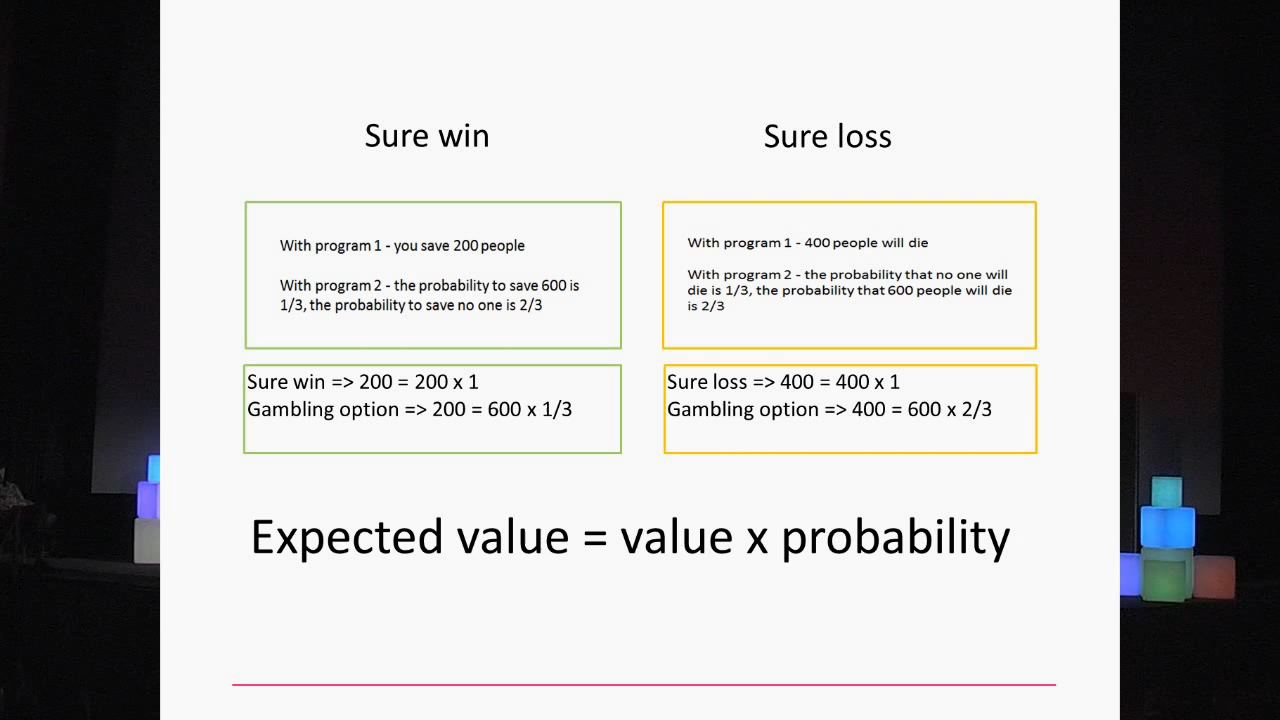 Sure win
Sure loss
With program 1 - you save 200 people
With program 2 - the probability to save 600 is
1/3, the probability to save no one is 2/3
With program 1 - 400 people will die
With program 2 - the probability that no one will
die is 1/3, the probability that 600 people will die
is 2/3
Sure win => 200 = 200 x 1
Gambling option => 200 = 600 x 1/3
Sure loss => 400 = 400 x 1
Gambling option => 400 = 600 x 2/3
Expected value = value x probability